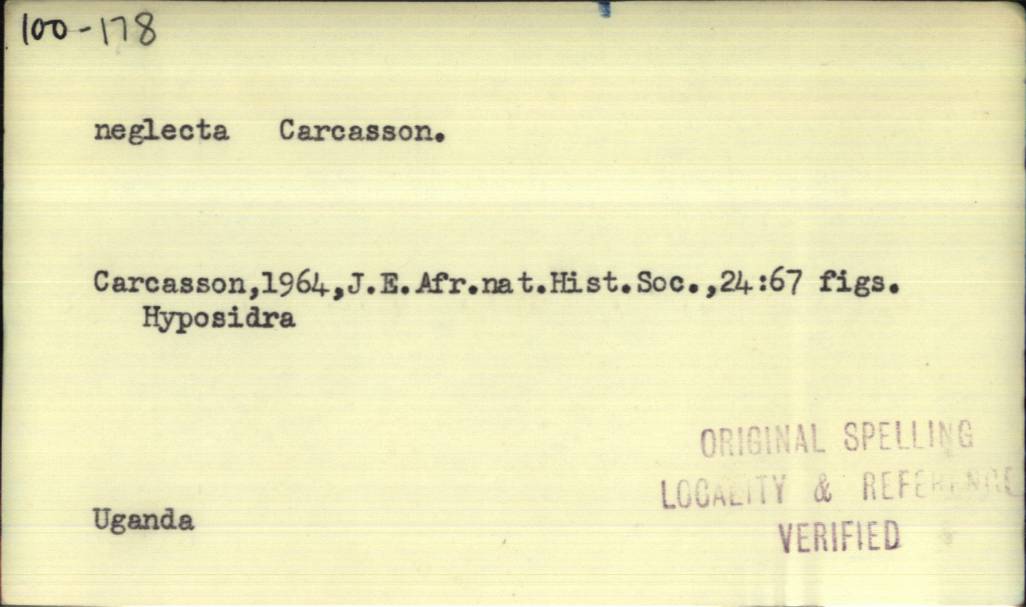 100-178
neglecta Carcasson.
Carcasson,1964,J.E.Afr.nat.Hist.Soc.,24:67 figs.
Hyposidra
Uganda
ORIGINAL SPELLING
LOCALITY & REFERENCE
VERIFIED